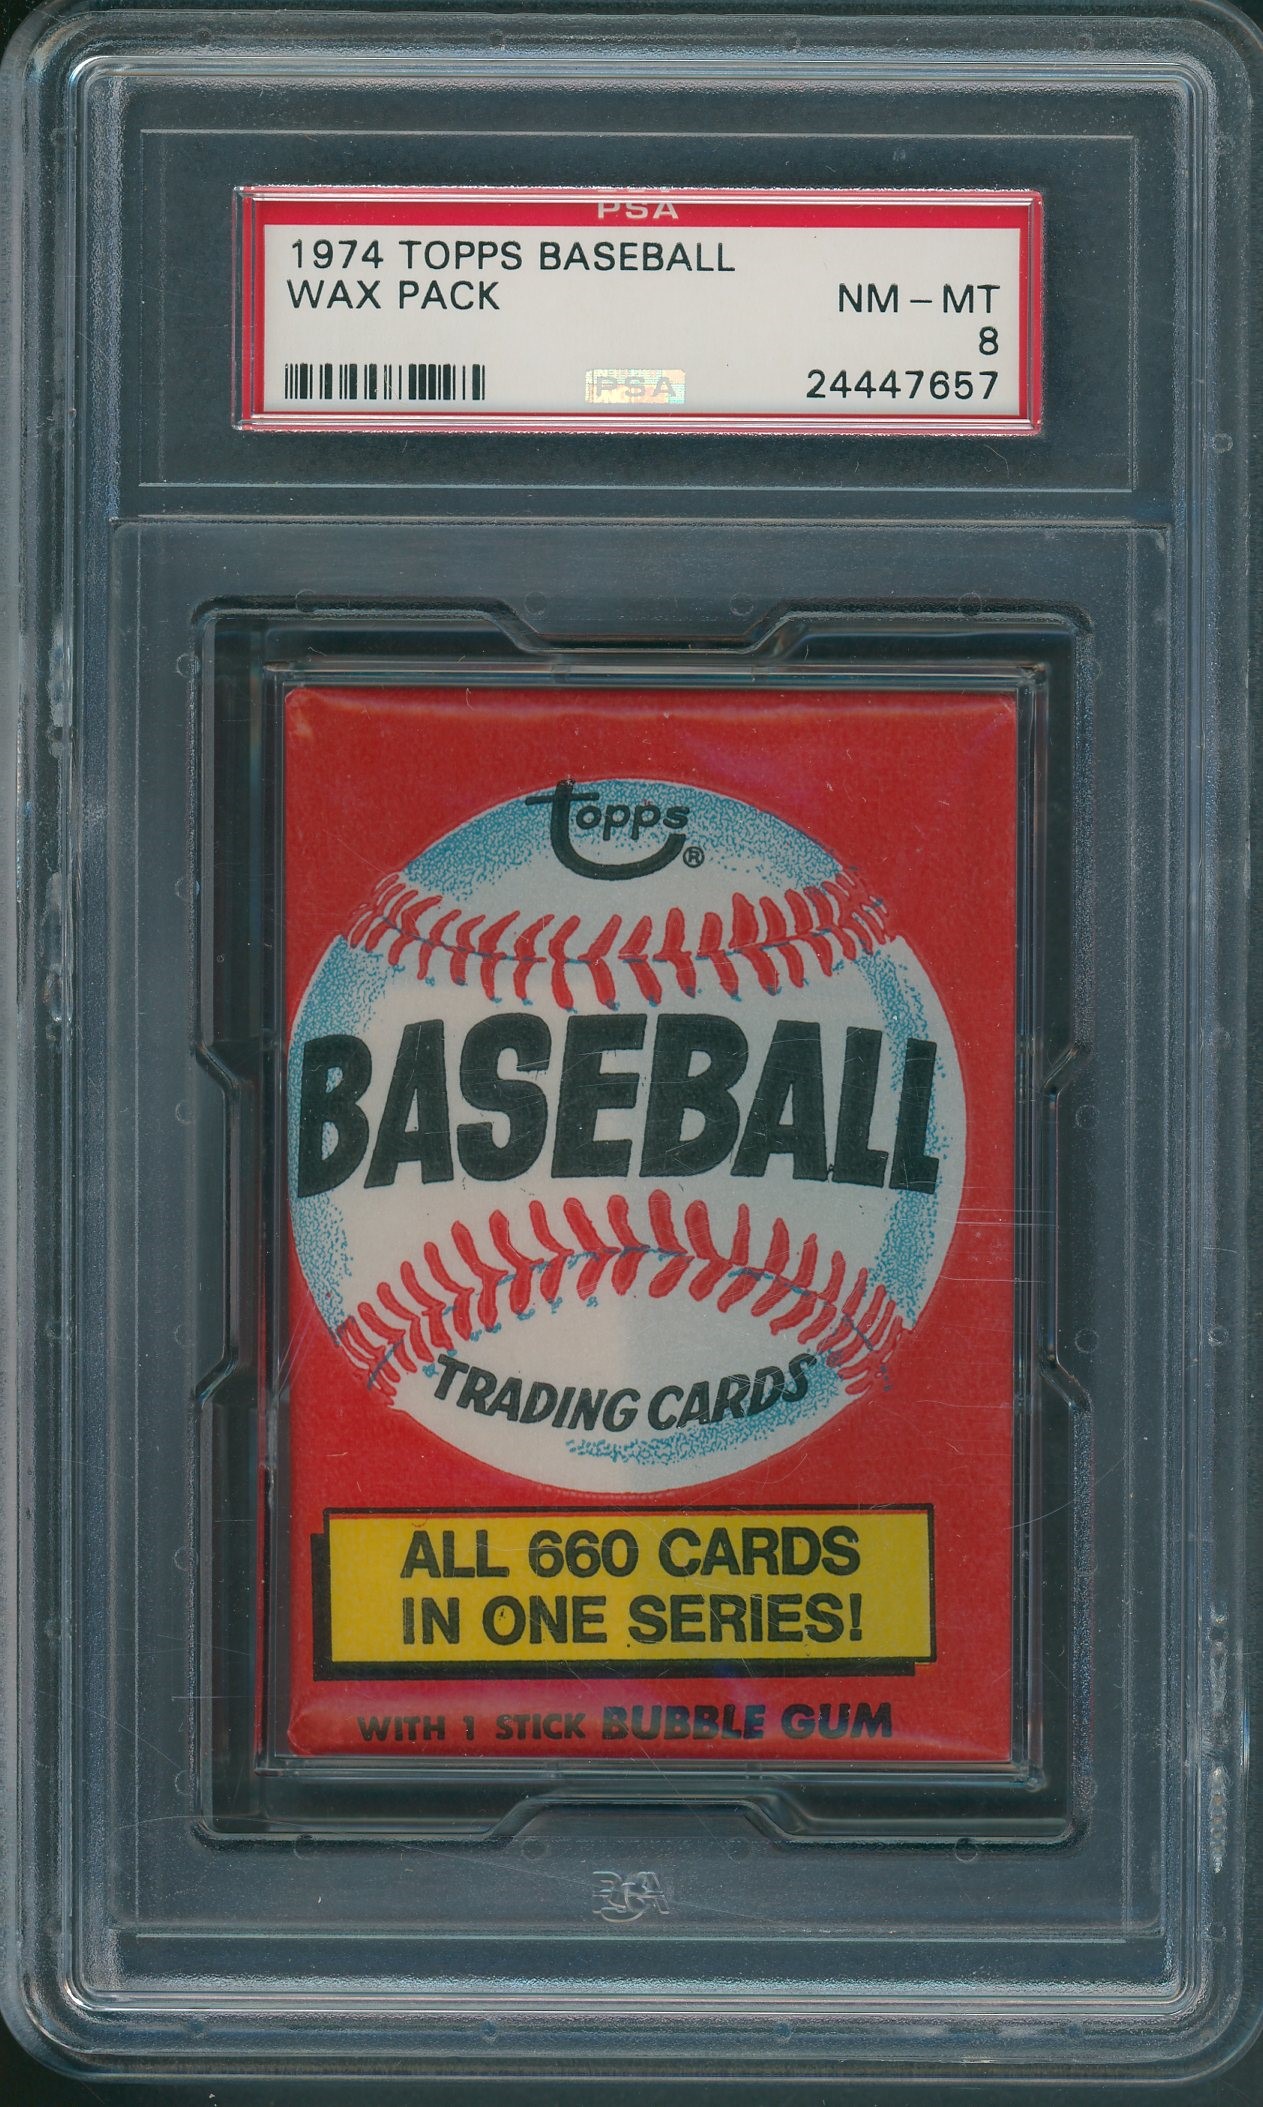 PSA
1974 TOPPS BASEBALL
WAX PACK
NM - MT
8
PSA
24447657
topps
®
BASEBALL
TRADING CARDS
ALL 660 CARDS
IN ONE SERIES!
WITH 1 STICK BUBBLE GUM
PSA